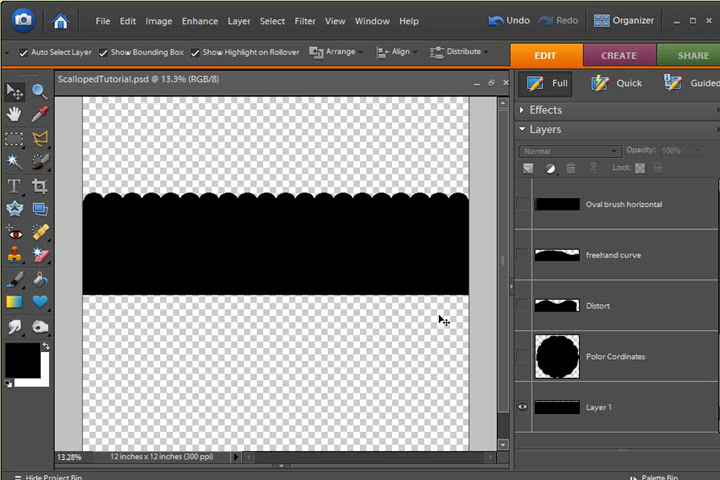 File Edit Image Enhance Layer Select Filter View Window Help Undo Redo Organizer
Auto Select Layer Show Bounding Box Show Highlight on Rollover Arrange Align Distribute EDIT CREATE SHARE
ScallopedTutorial.psd @ 13.3% (RGB/8)
Full Quick Guided
Effects
Layers
Normal Opacity: 100%
Lock:
Oval brush horizontal
freehand curve
Distort
Polor Cordinates
Layer 1
T
13.28% 12 inches x 12 inches (300 ppi)
Hide Project Bin Palette Bin